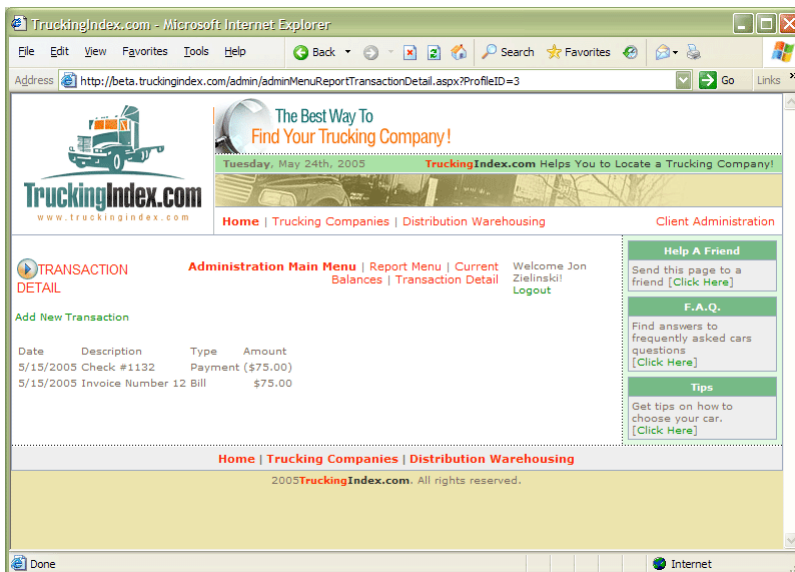 TruckingIndex.com - Microsoft Internet Explorer
File Edit View Favorites Tools Help Back Search Favorites
Address http://beta.truckingindex.com/admin/adminMenuReportTransactionDetail.aspx?ProfileID=3 Go Links »
The Best Way To
Find Your Trucking Company!
Tuesday, May 24th, 2005 TruckingIndex.com Helps You to Locate a Trucking Company!
TruckingIndex.com
www.truckingindex.com
Home | Trucking Companies | Distribution Warehousing Client Administration
TRANSACTION
DETAIL
Administration Main Menu | Report Menu | Current
Balances | Transaction Detail
Welcome Jon
Zielinski!
Logout
Add New Transaction
Date Description Type Amount
5/15/2005 Check #1132 Payment ($75.00)
5/15/2005 Invoice Number 12 Bill $75.00
Help A Friend
Send this page to a
friend [Click Here]
F.A.Q.
Find answers to
frequently asked cars
questions
[Click Here]
Tips
Get tips on how to
choose your car.
[Click Here]
Home | Trucking Companies | Distribution Warehousing
2005TruckingIndex.com. All rights reserved.
Done Internet